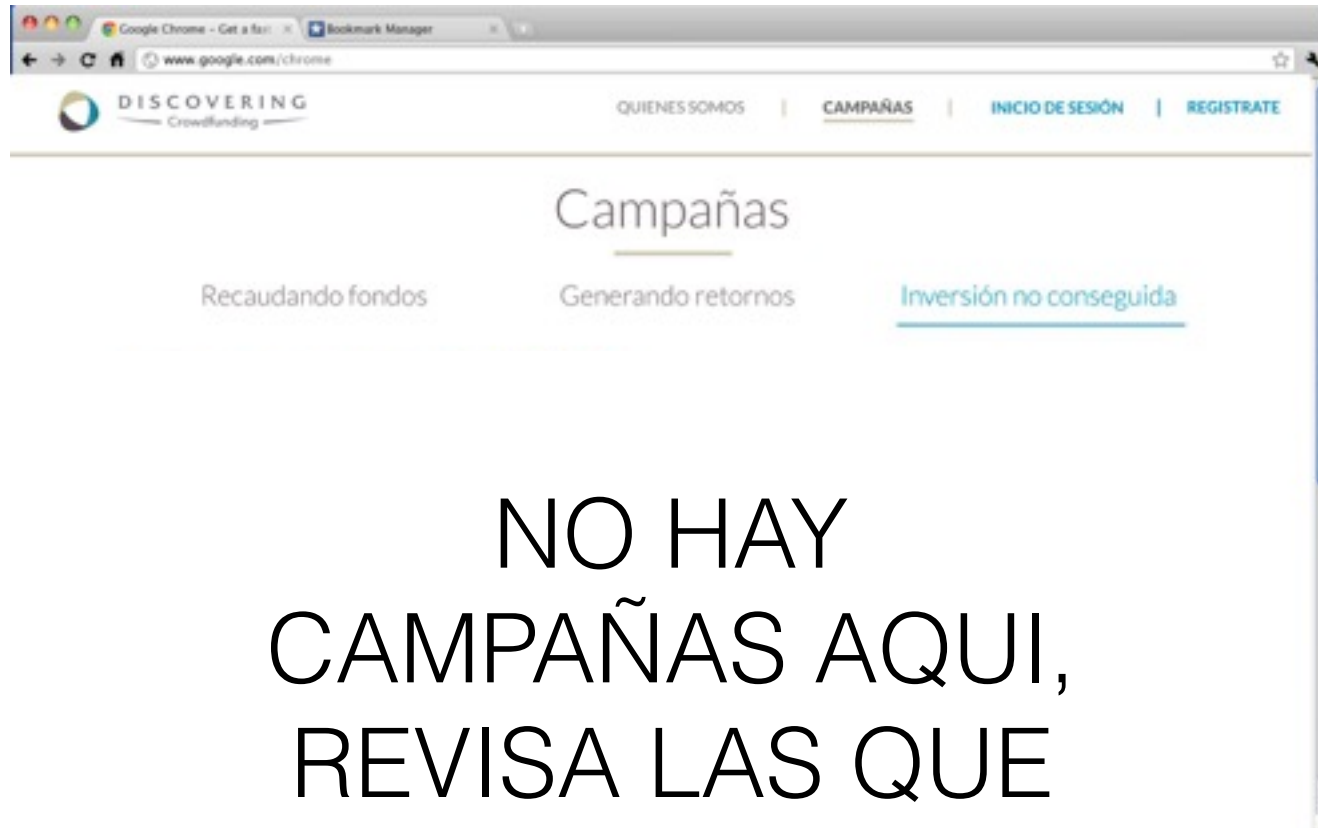 Google Chrome - Get a fas
Bookmark Manager
www.google.com/chrome
DISCOVERING
Crowdfunding
QUIENES SOMOS | CAMPAÑAS | INICIO DE SESIÓN | REGISTRATE
Campañas
Recaudando fondos Generando retornos Inversión no conseguida
NO HAY
CAMPAÑAS AQUI,
REVISA LAS QUE